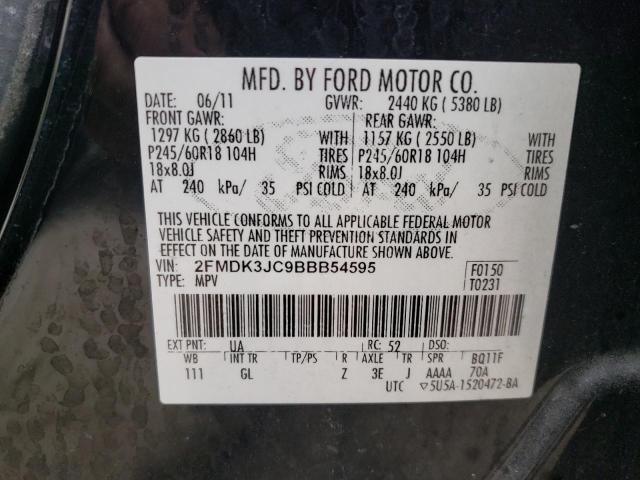 MFD. BY FORD MOTOR CO.
DATE: 06/11 GVWR: 2440 KG ( 5380 LB)
FRONT GAWR: REAR GAWR:
1297 KG ( 2860 LB) WITH 1157 KG ( 2550 LB) WITH
P245/60R18 104H TIRES P245/60R18 104H TIRES
18x8.0J RIMS 18x8.0J RIMS
AT 240 kPa/ 35 PSI COLD AT 240 kPa/ 35 PSI COLD
THIS VEHICLE CONFORMS TO ALL APPLICABLE FEDERAL MOTOR
VEHICLE SAFETY AND THEFT PREVENTION STANDARDS IN
EFFECT ON THE DATE OF MANUFACTURE SHOWN ABOVE.
VIN: 2FMDK3JC9BBB54595 F0150
TYPE: MPV T0231
EXT PNT: UA RC: 52 DSO:
WB INT TR TP/PS R AXLE TR SPR BQ11F
111 GL Z 3E J AAAA 70A
UTC ▽5U5A-1520472-BA